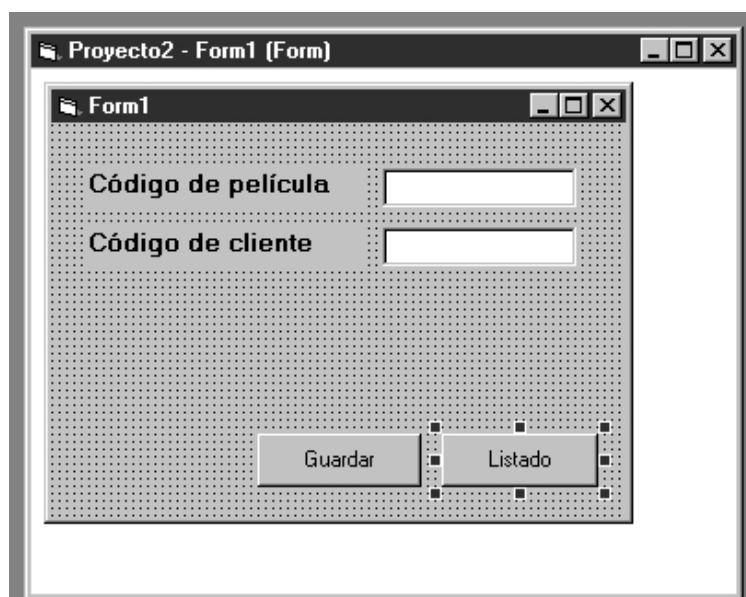 Proyecto2 - Form1 (Form)
Form1
Código de película
Código de cliente
Guardar
Listado